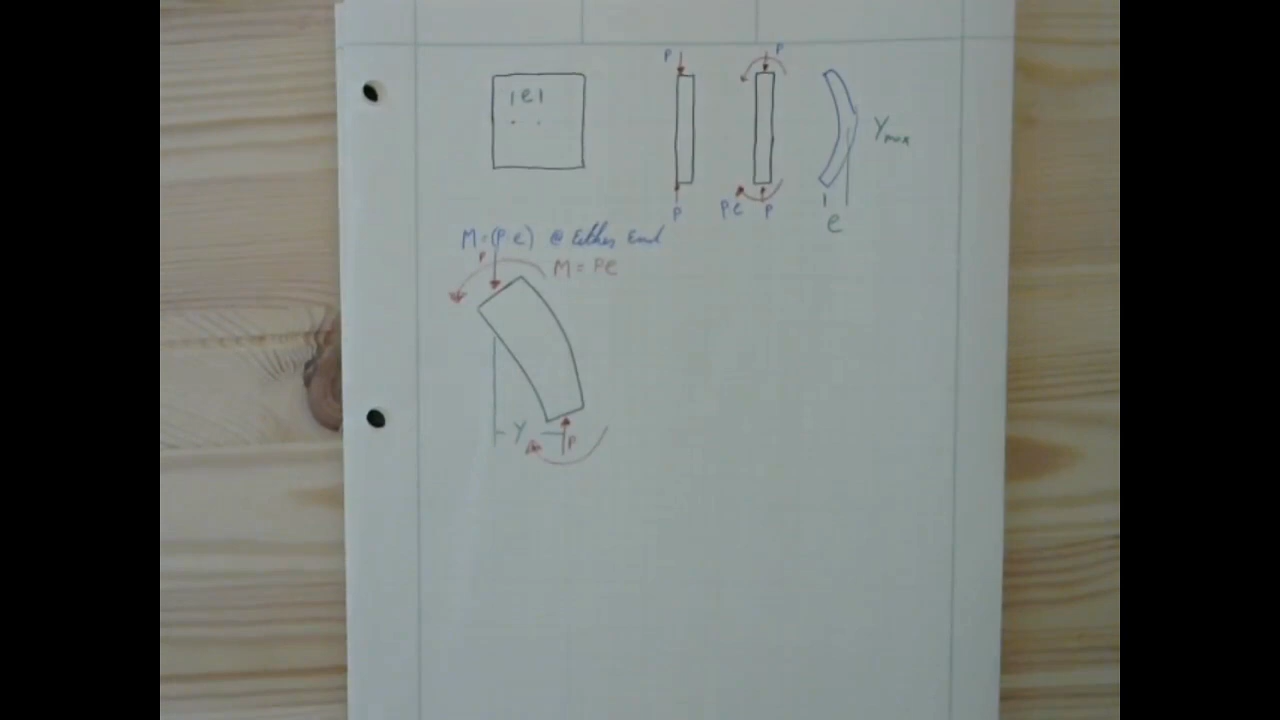 |e|
P
P
P
Pe P
Ymax
e
M = (P·e) @ Either End
P
M = Pe
Y
P